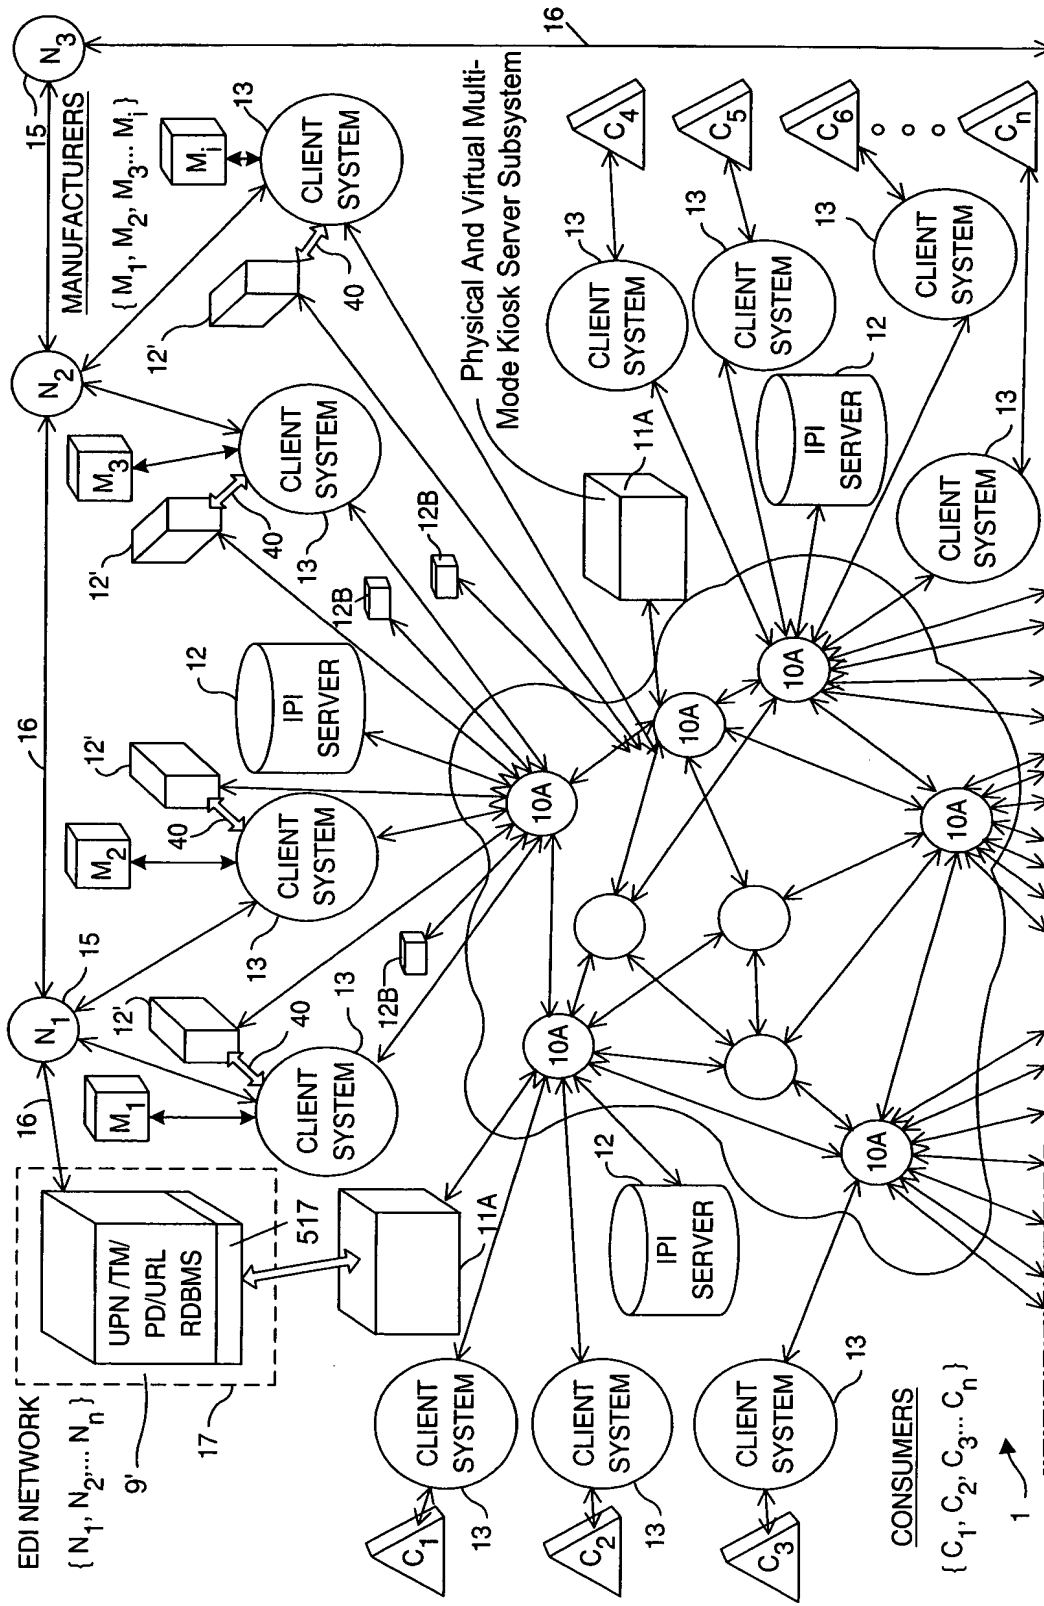 EDI NETWORK
{ N1, N2,... Nn }
9'
17
UPN /TM/
PD/URL
RDBMS
517
16
N1
15
16
N2
15
N3
16
MANUFACTURERS
{ M1, M2, M3... Mi }
M1
12'
40
13
CLIENT
SYSTEM
M2
12'
40
13
CLIENT
SYSTEM
M3
12'
40
13
CLIENT
SYSTEM
Mi
13
12'
40
CLIENT
SYSTEM
12
IPI
SERVER
12B
12B
12B
11A
Physical And Virtual Multi-
Mode Kiosk Server Subsystem
11A
13
CLIENT
SYSTEM
C4
13
CLIENT
SYSTEM
C5
13
CLIENT
SYSTEM
C6
13
CLIENT
SYSTEM
Cn
12
IPI
SERVER
10A
10A
10A
10A
10A
10A
12
IPI
SERVER
C1
CLIENT
SYSTEM
13
C2
CLIENT
SYSTEM
13
C3
CLIENT
SYSTEM
13
CONSUMERS
{ C1, C2, C3... Cn }
1